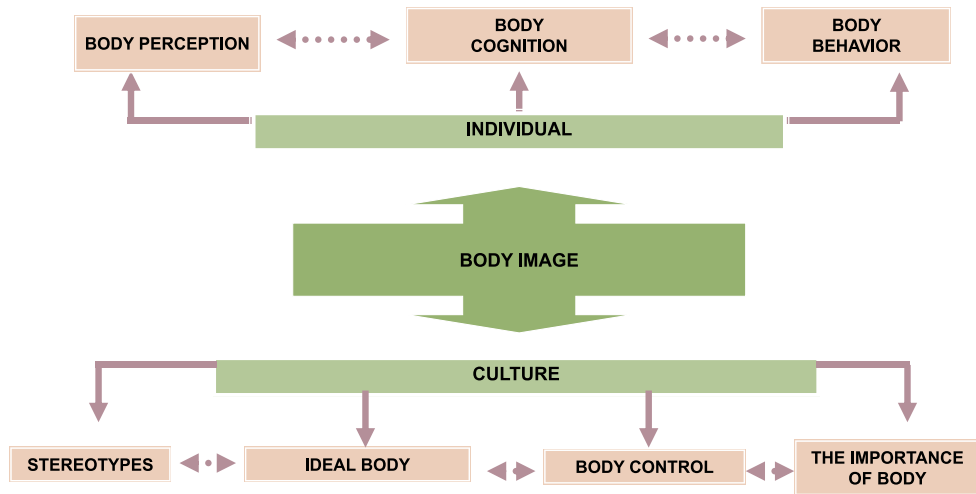 BODY PERCEPTION
BODY
COGNITION
BODY
BEHAVIOR
INDIVIDUAL
BODY IMAGE
CULTURE
STEREOTYPES
IDEAL BODY
BODY CONTROL
THE IMPORTANCE
OF BODY